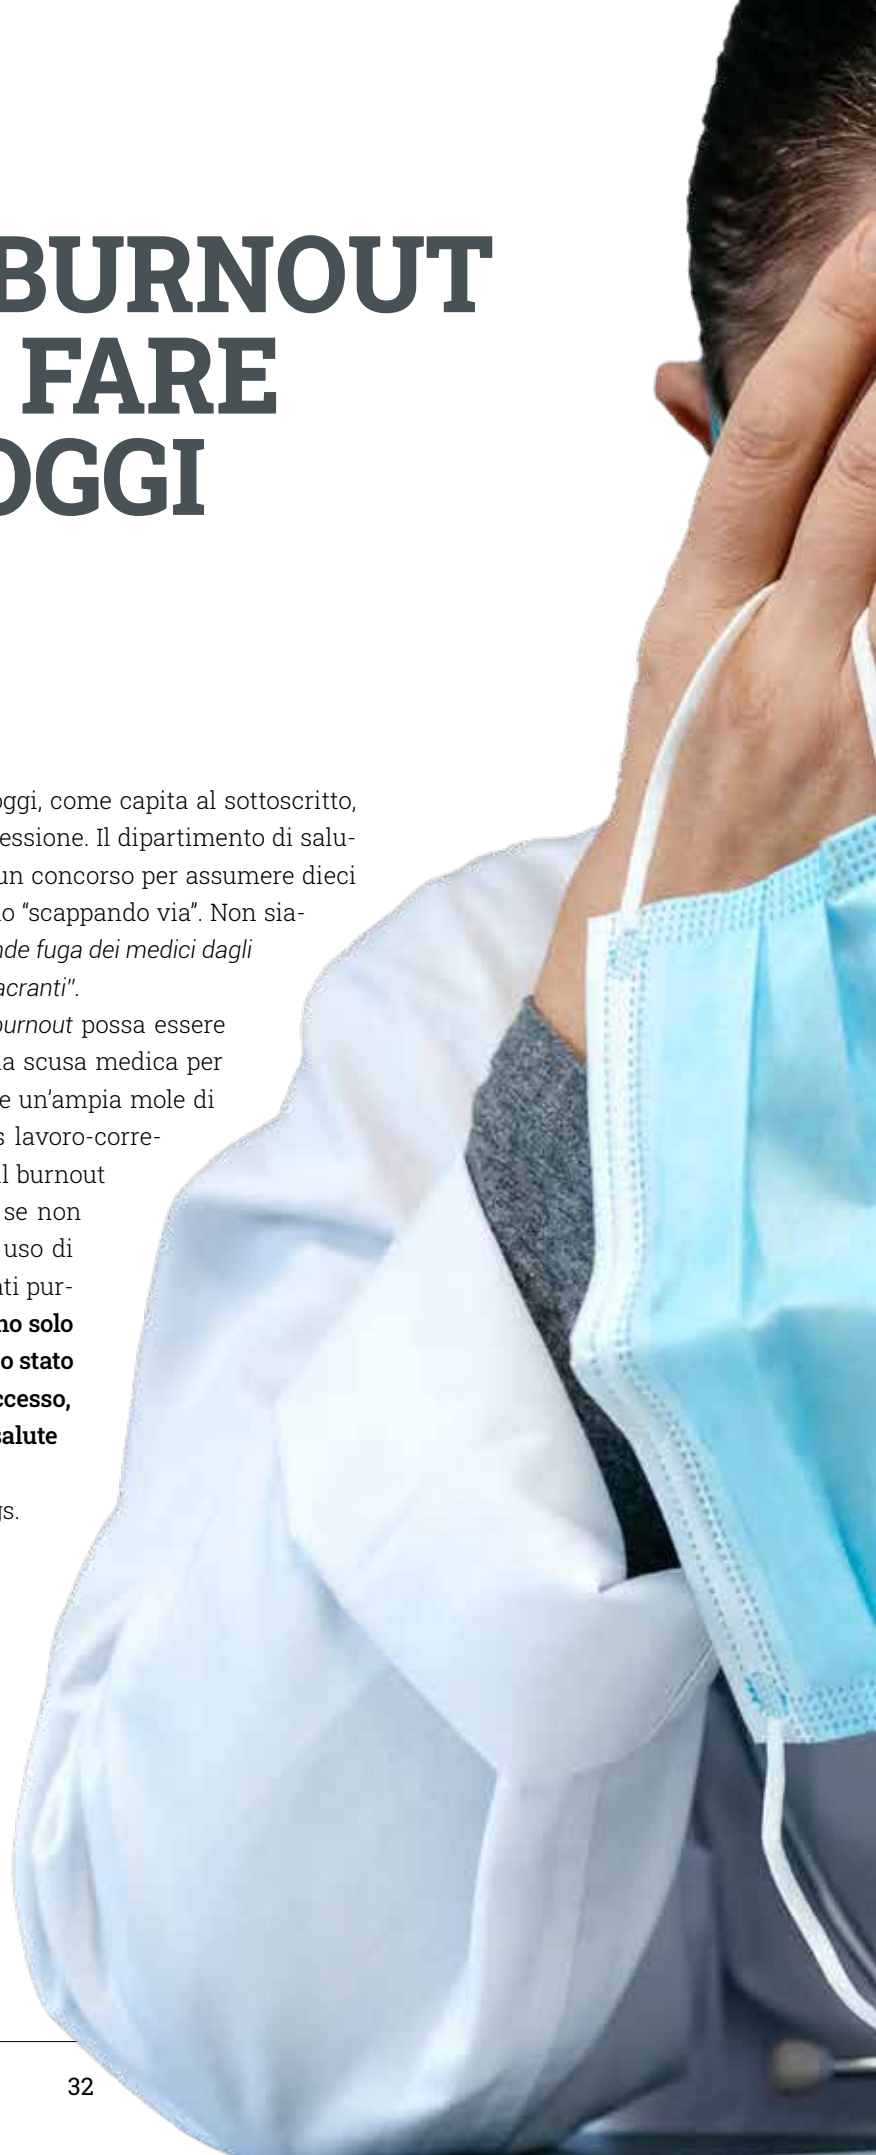 BURNOUT
FARE
OGGI
oggi, come capita al sottoscritto,
essione. Il dipartimento di salu-
un concorso per assumere dieci
o “scappando via”. Non sia-
nde fuga dei medici dagli
acranti".
burnout possa essere
a scusa medica per
e un’ampia mole di
s lavoro-corre-
l burnout
se non
uso di
ti pur-
no solo
o stato
ccesso,
salute
gs.
32